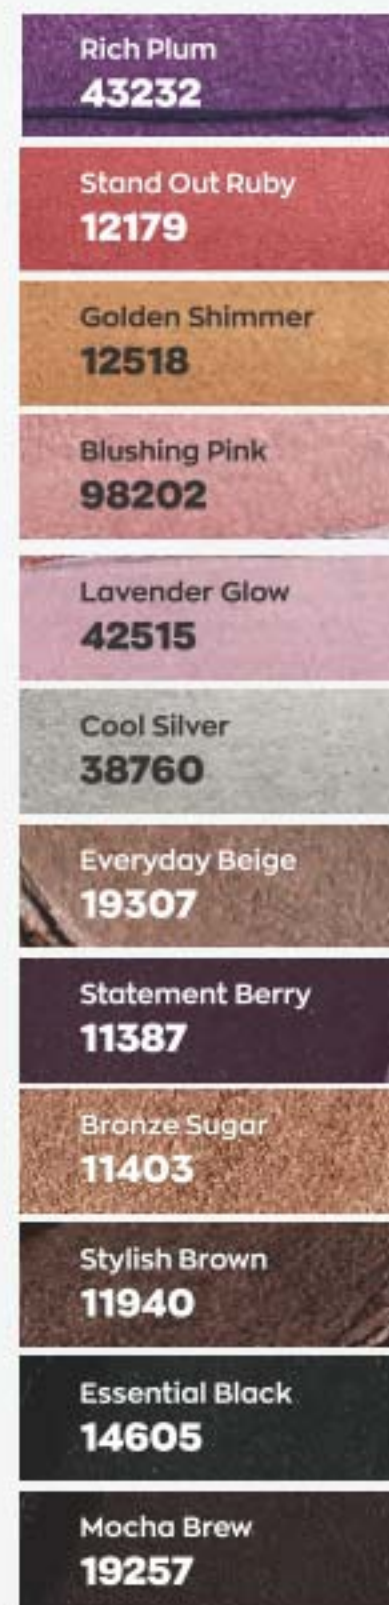 Rich Plum
43232
Stand Out Ruby
12179
Golden Shimmer
12518
Blushing Pink
98202
Lavender Glow
42515
Cool Silver
38760
Everyday Beige
19307
Statement Berry
11387
Bronze Sugar
11403
Stylish Brown
11940
Essential Black
14605
Mocha Brew
19257